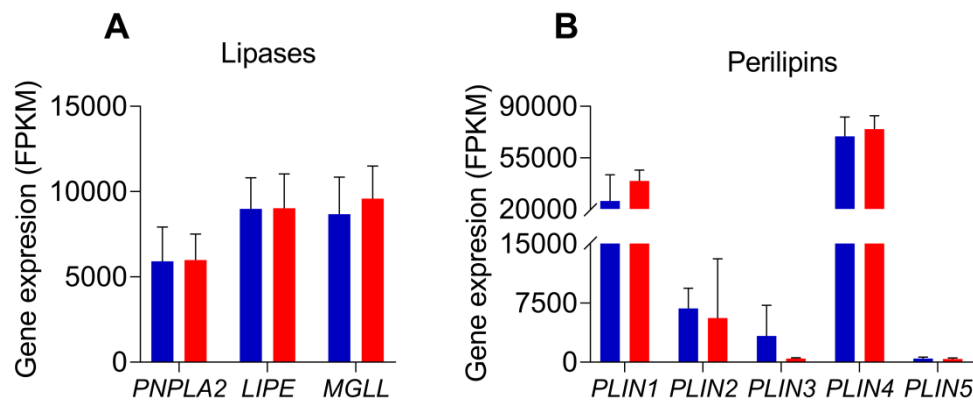 A
Lipases
Gene expresion (FPKM)
15000
10000
5000
0
PNPLA2 LIPE MGLL
B
Perilipins
Gene expresion (FPKM)
90000
55000
20000
15000
7500
0
PLIN1 PLIN2 PLIN3 PLIN4 PLIN5